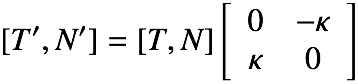 [T′, N′] = [T, N] [ 0 −κ
κ 0 ]